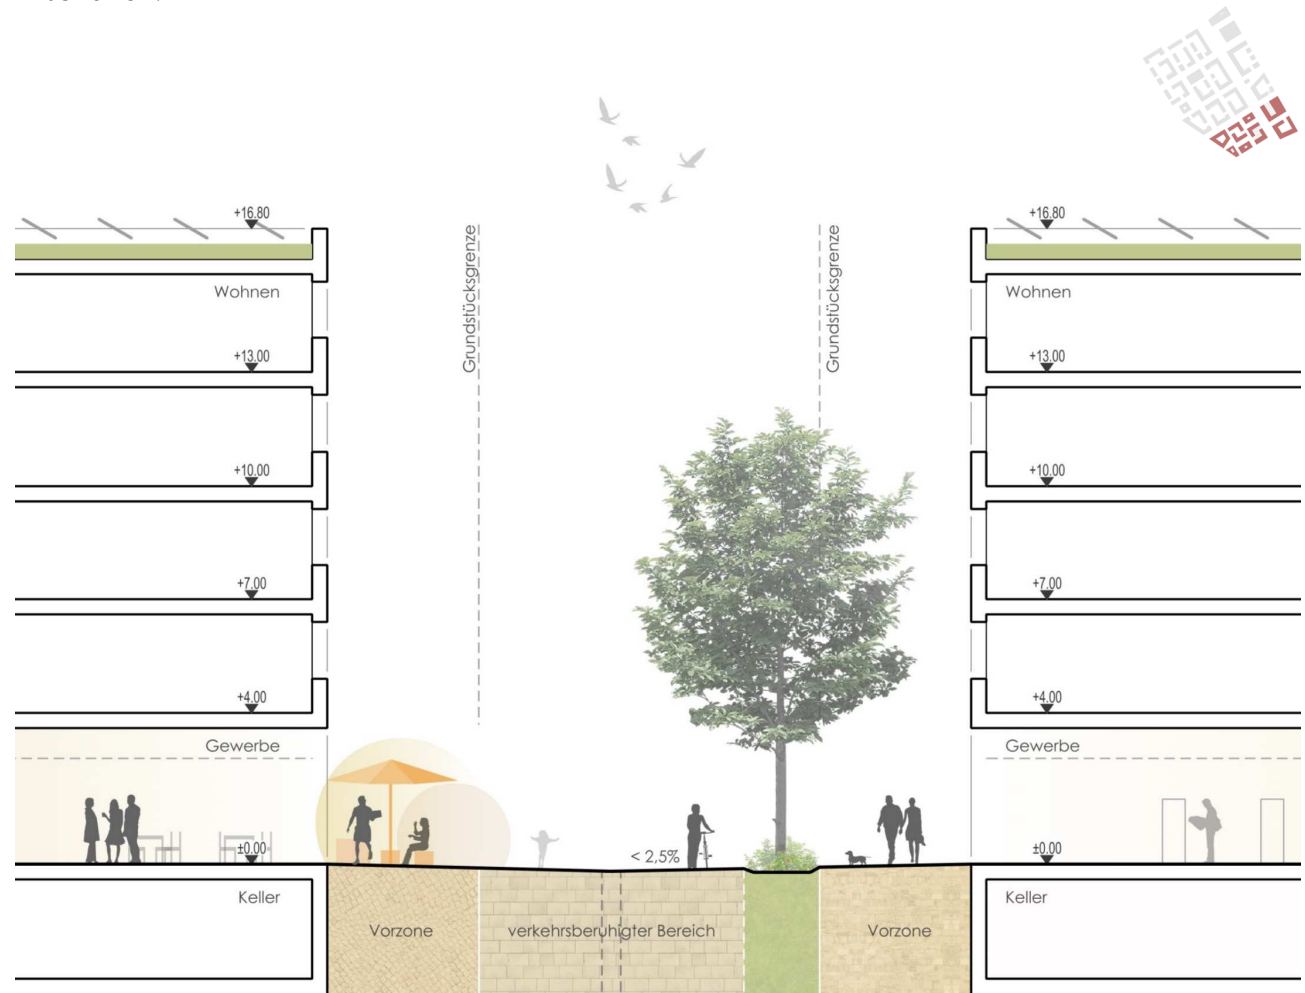 +16.80
+16.80
Grundstücksgrenze
Grundstücksgrenze
Wohnen
Wohnen
+13.00
+13.00
+10.00
+10.00
+7.00
+7.00
+4.00
+4.00
Gewerbe
Gewerbe
±0.00
< 2,5%
±0.00
Keller
Keller
Vorzone
verkehrsberuhigter Bereich
Vorzone